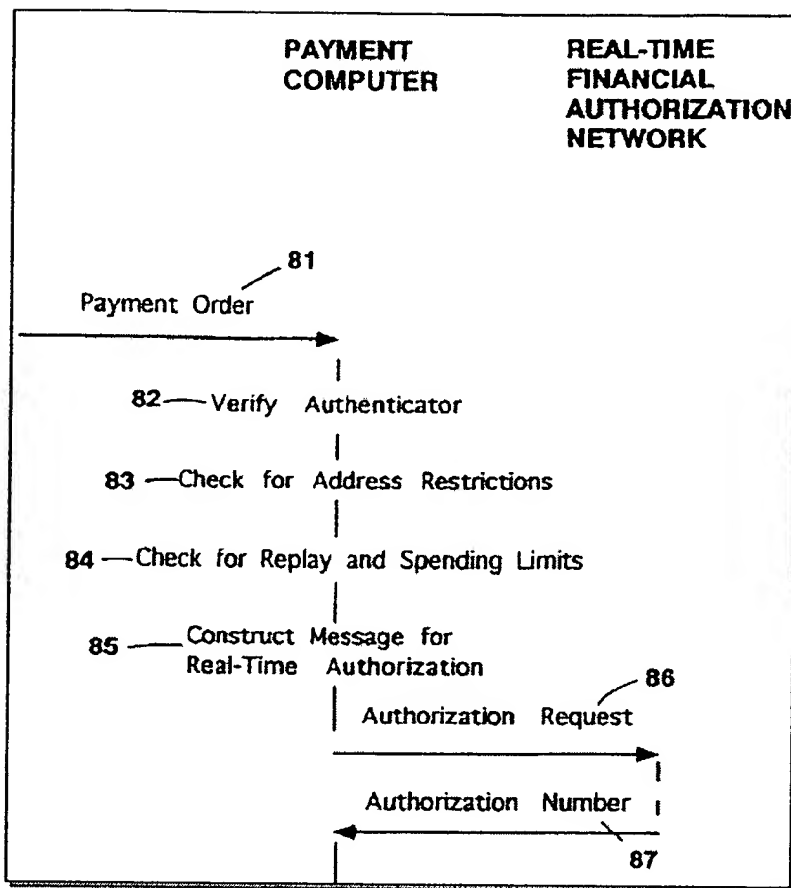 PAYMENT
COMPUTER
REAL-TIME
FINANCIAL
AUTHORIZATION
NETWORK
81
Payment Order
82 Verify Authenticator
83 Check for Address Restrictions
84 Check for Replay and Spending Limits
85 Construct Message for
Real-Time Authorization
86
Authorization Request
Authorization Number
87